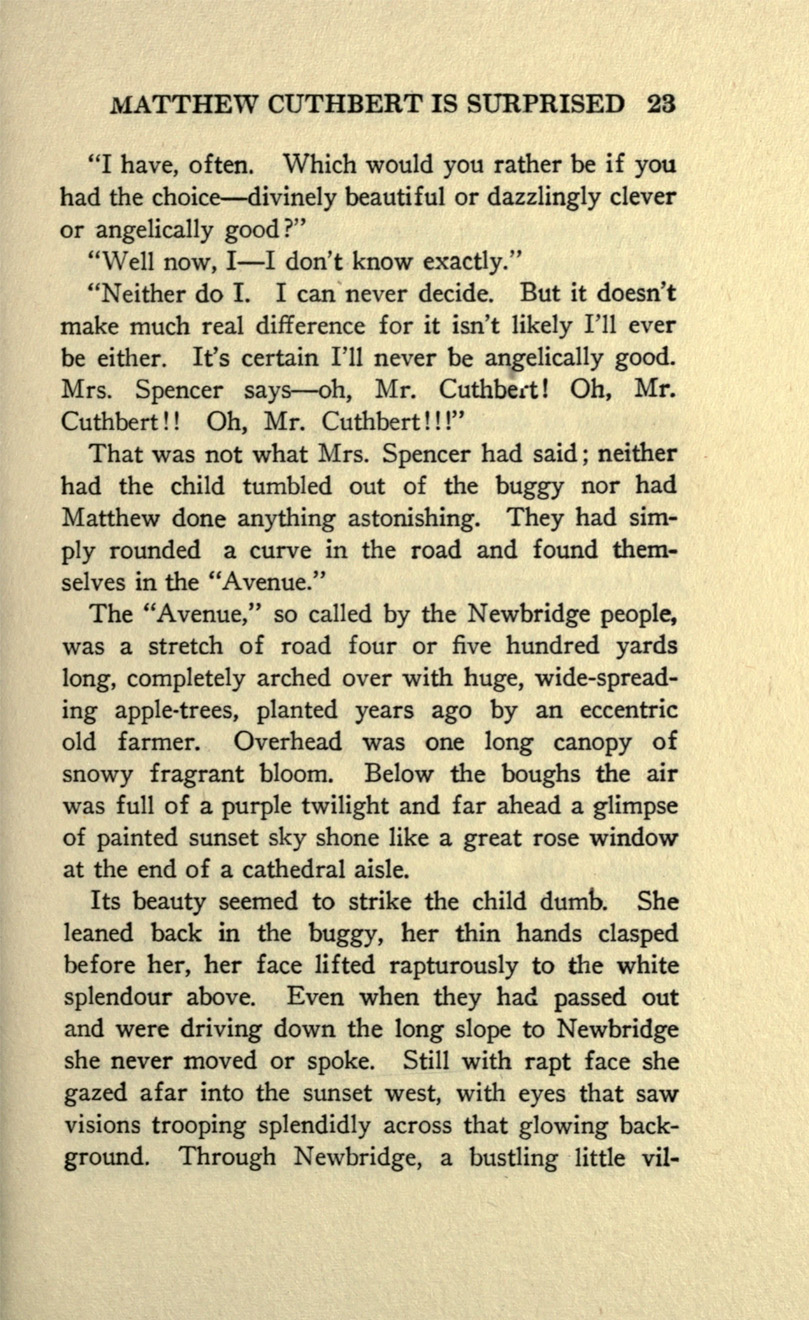 MATTHEW CUTHBERT IS SURPRISED 23
“I have, often. Which would you rather be if you
had the choice—divinely beautiful or dazzlingly clever
or angelically good?”
“Well now, I—I don't know exactly.”
“Neither do I. I can never decide. But it doesn't
make much real difference for it isn't likely I'll ever
be either. It's certain I'll never be angelically good.
Mrs. Spencer says—oh, Mr. Cuthbert! Oh, Mr.
Cuthbert!! Oh, Mr. Cuthbert!!!”
That was not what Mrs. Spencer had said; neither
had the child tumbled out of the buggy nor had
Matthew done anything astonishing. They had sim-
ply rounded a curve in the road and found them-
selves in the “Avenue.”
The “Avenue,” so called by the Newbridge people,
was a stretch of road four or five hundred yards
long, completely arched over with huge, wide-spread-
ing apple-trees, planted years ago by an eccentric
old farmer. Overhead was one long canopy of
snowy fragrant bloom. Below the boughs the air
was full of a purple twilight and far ahead a glimpse
of painted sunset sky shone like a great rose window
at the end of a cathedral aisle.
Its beauty seemed to strike the child dumb. She
leaned back in the buggy, her thin hands clasped
before her, her face lifted rapturously to the white
splendour above. Even when they had passed out
and were driving down the long slope to Newbridge
she never moved or spoke. Still with rapt face she
gazed afar into the sunset west, with eyes that saw
visions trooping splendidly across that glowing back-
ground. Through Newbridge, a bustling little vil-